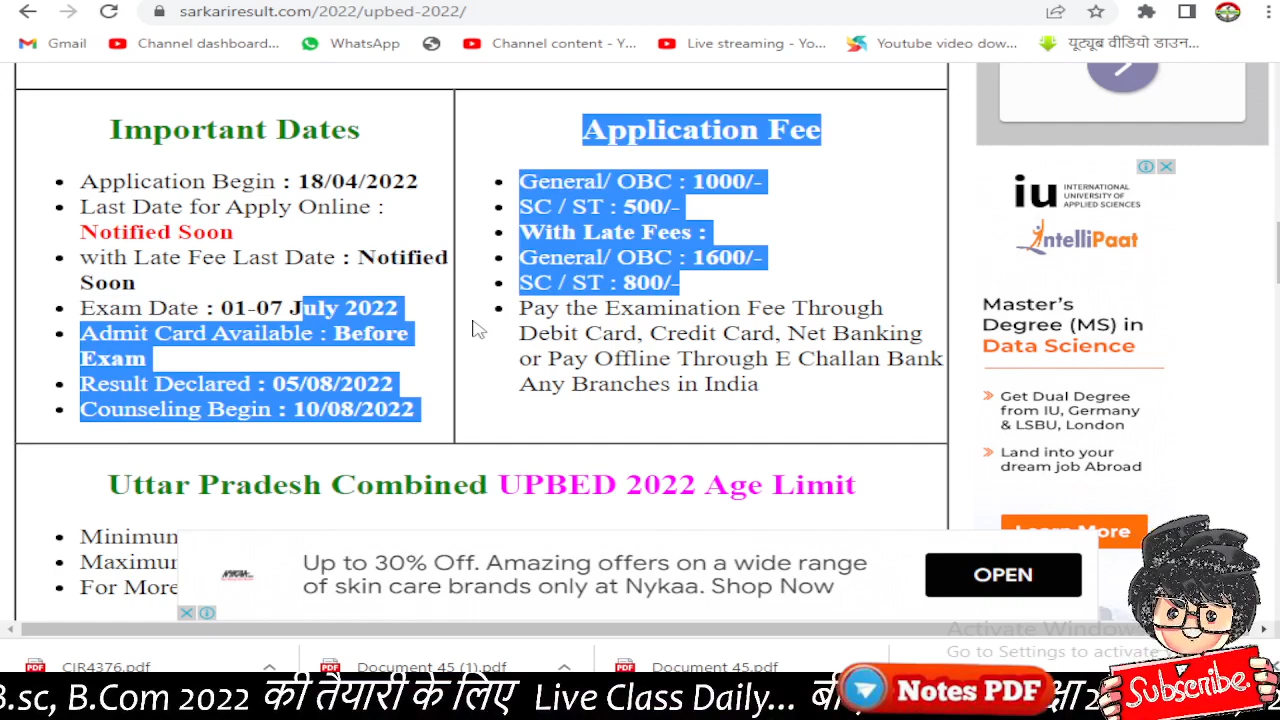 sarkariresult.com/2022/upbed-2022/
Gmail
Channel dashboard...
WhatsApp
Channel content - Y...
Live streaming - Yo...
Youtube video dow...
यूट्यूब वीडियो डाउन...
Important Dates
Application Begin : 18/04/2022
Last Date for Apply Online :
Notified Soon
with Late Fee Last Date : Notified
Soon
Exam Date : 01-07 July 2022
Admit Card Available : Before
Exam
Result Declared : 05/08/2022
Counseling Begin : 10/08/2022
Application Fee
General/ OBC : 1000/-
SC / ST : 500/-
With Late Fees :
General/ OBC : 1600/-
SC / ST : 800/-
Pay the Examination Fee Through
Debit Card, Credit Card, Net Banking
or Pay Offline Through E Challan Bank
Any Branches in India
iu INTERNATIONAL
UNIVERSITY OF
APPLIED SCIENCES
intelliPaat
Master's
Degree (MS) in
Data Science
Get Dual Degree
from IU, Germany
& LSBU, London
Land into your
dream job Abroad
Learn More
Uttar Pradesh Combined UPBED 2022 Age Limit
Minimum
Maximum
For More
NYKAA
Up to 30% Off. Amazing offers on a wide range
of skin care brands only at Nykaa. Shop Now
OPEN
Activate Windows
Go to Settings to activate
CIR4376.pdf
Document 45 (1).pdf
Document 45.pdf
B.sc, B.Com 2022 की तैयारी के लिए Live Class Daily...
Notes PDF
Subscribe.